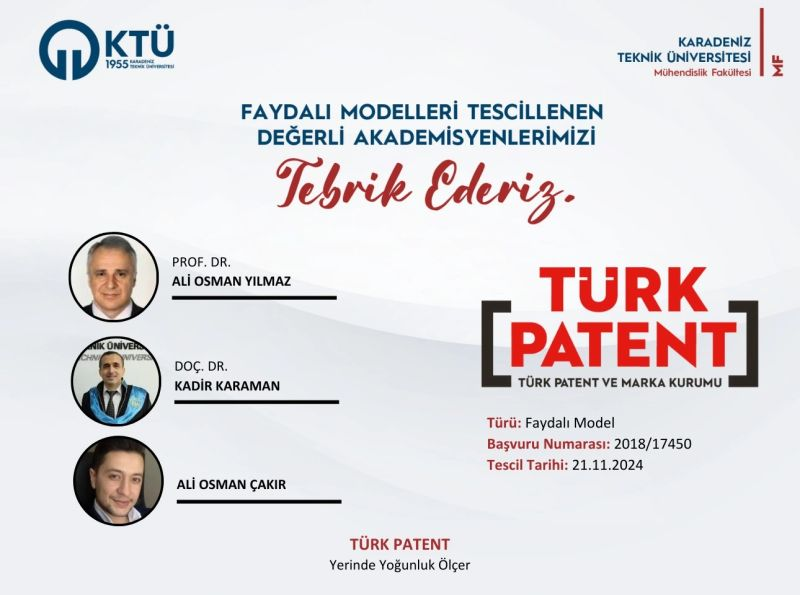 KTÜ
1955 KARADENİZ
TEKNİK ÜNİVERSİTESİ
KARADENİZ
TEKNİK ÜNİVERSİTESİ
Mühendislik Fakültesi
MF
FAYDALI MODELLERİ TESCİLLENEN
DEĞERLİ AKADEMİSYENLERİMİZİ
Tebrik Ederiz.
PROF. DR.
ALİ OSMAN YILMAZ
DOÇ. DR.
KADİR KARAMAN
ALİ OSMAN ÇAKIR
TÜRK
PATENT
TÜRK PATENT VE MARKA KURUMU
Türü: Faydalı Model
Başvuru Numarası: 2018/17450
Tescil Tarihi: 21.11.2024
TÜRK PATENT
Yerinde Yoğunluk Ölçer